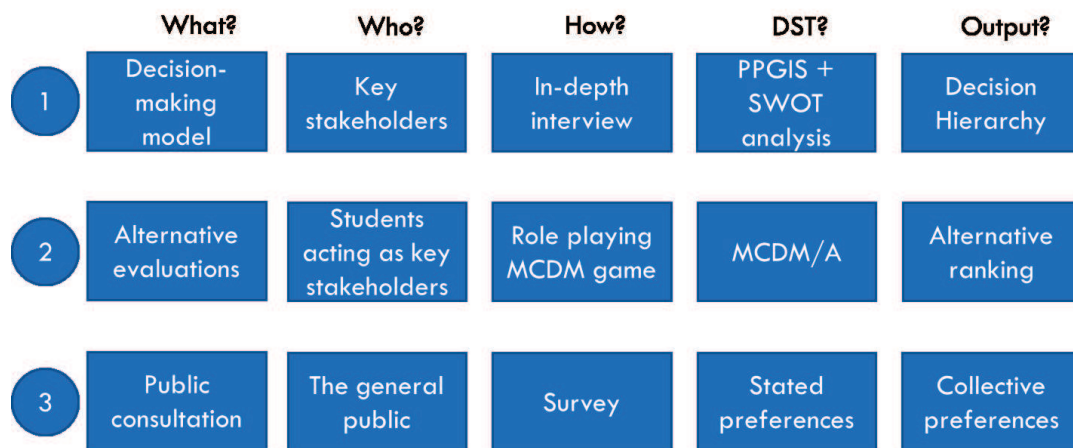 What?
Who?
How?
DST?
Output?
1
Decision-
making
model
Key
stakeholders
In-depth
interview
PPGIS +
SWOT
analysis
Decision
Hierarchy
2
Alternative
evaluations
Students
acting as key
stakeholders
Role playing
MCDM game
MCDM/A
Alternative
ranking
3
Public
consultation
The general
public
Survey
Stated
preferences
Collective
preferences